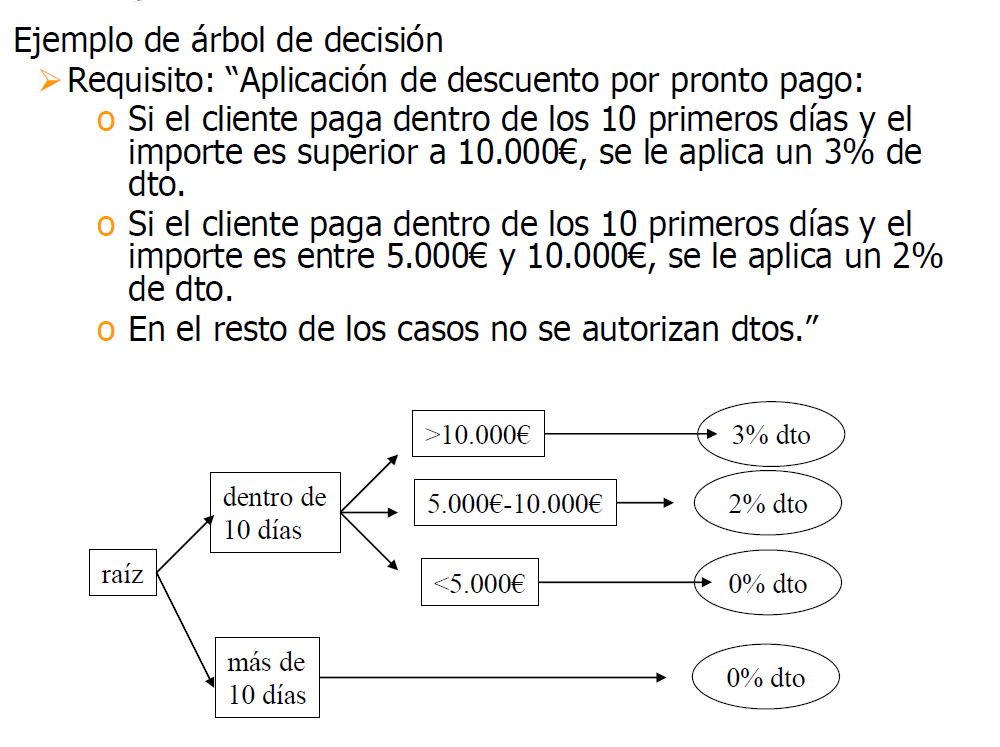 Ejemplo de árbol de decisión
Requisito: “Aplicación de descuento por pronto pago:
o Si el cliente paga dentro de los 10 primeros días y el
importe es superior a 10.000€, se le aplica un 3% de
dto.
o Si el cliente paga dentro de los 10 primeros días y el
importe es entre 5.000€ y 10.000€, se le aplica un 2%
de dto.
o En el resto de los casos no se autorizan dtos.”
>10.000€
3% dto
dentro de
10 días
5.000€-10.000€
2% dto
raíz
<5.000€
0% dto
más de
10 días
0% dto